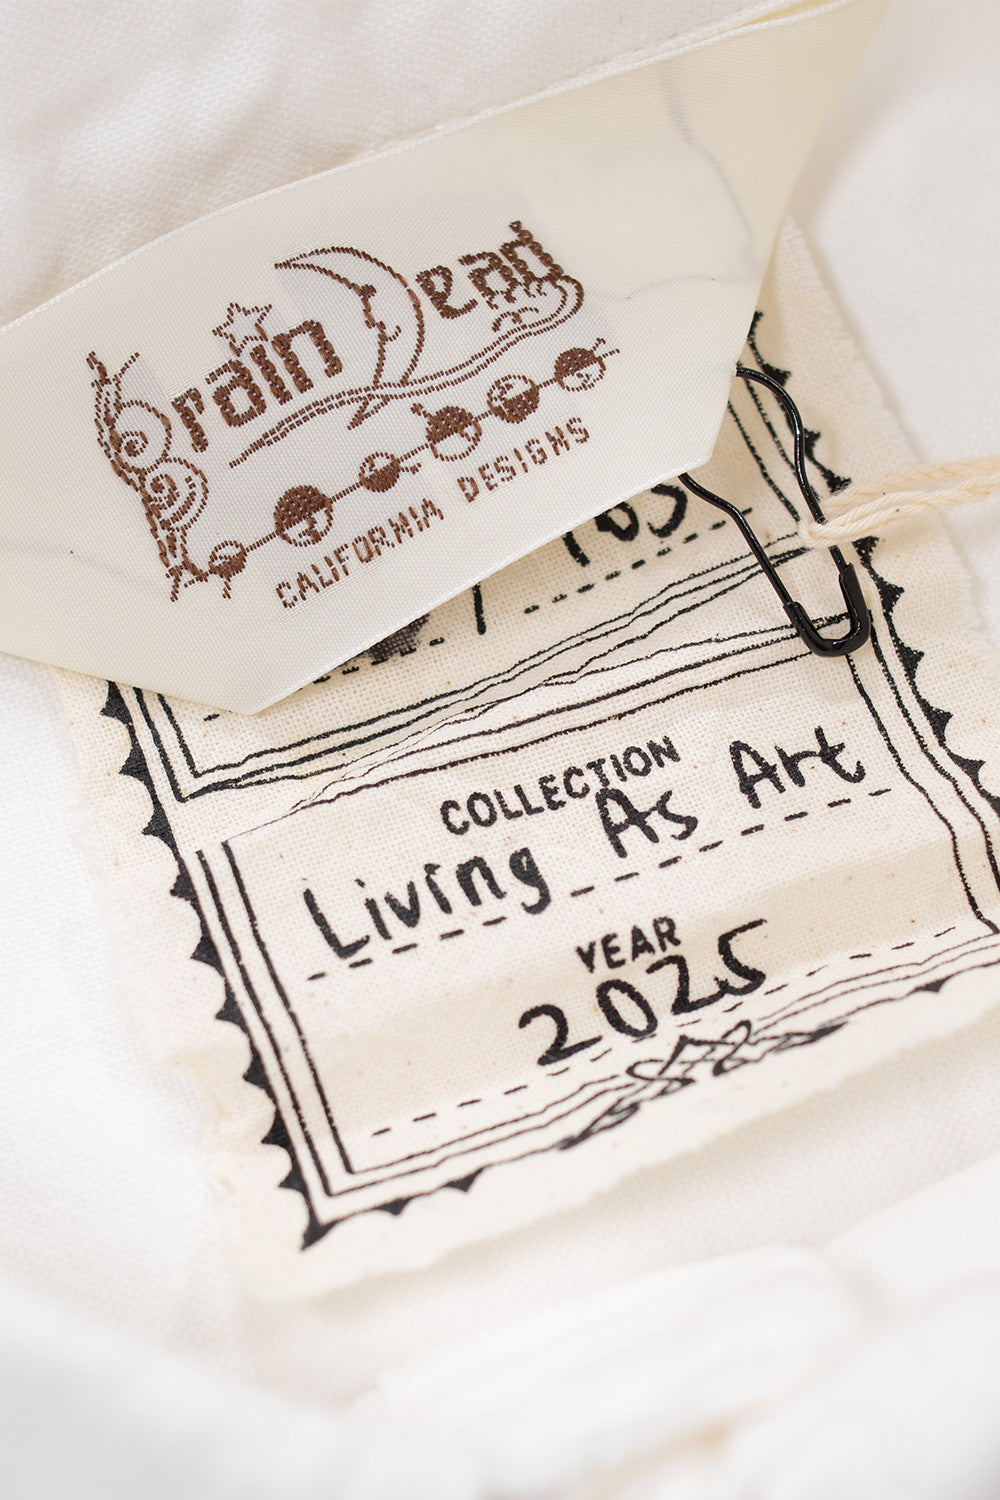 Brain Dead
CALIFORNIA DESIGNS
COLLECTION
Living As Art
YEAR
2025